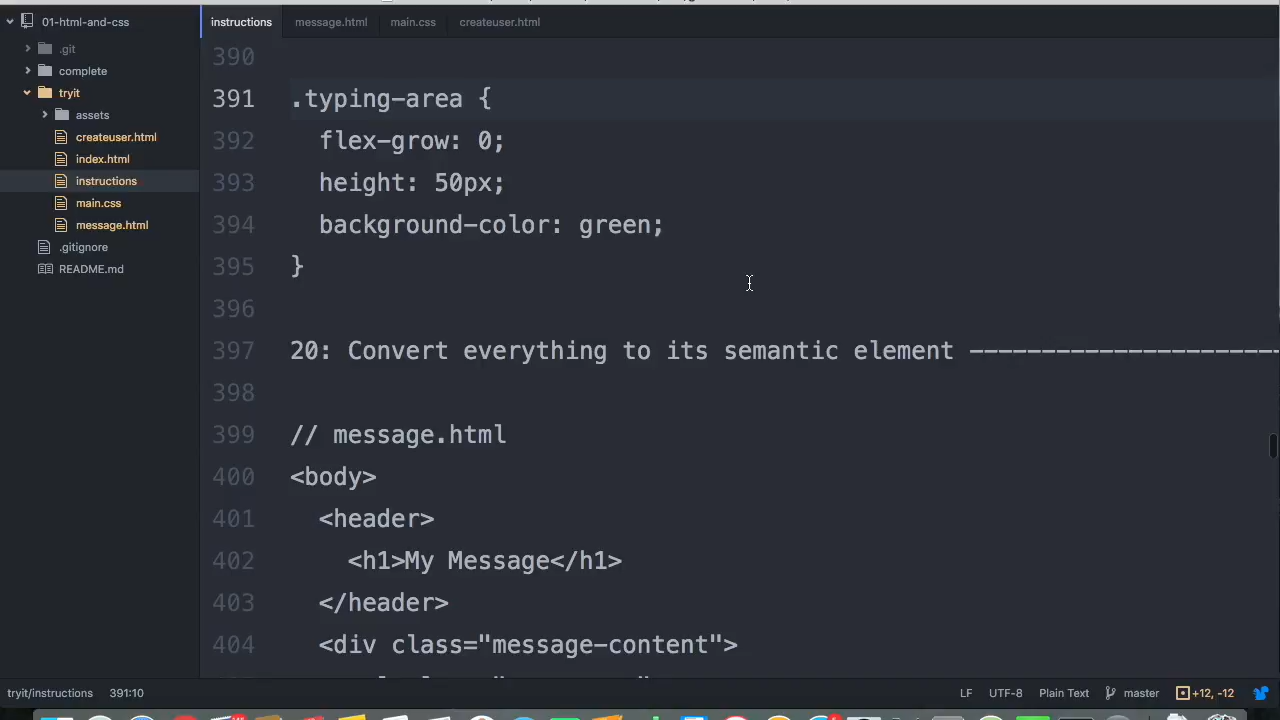 01-html-and-css
.git
complete
tryit
assets
createuser.html
index.html
instructions
main.css
message.html
.gitignore
README.md
instructions
message.html
main.css
createuser.html
390
391 .typing-area {
392 flex-grow: 0;
393 height: 50px;
394 background-color: green;
395 }
396
397 20: Convert everything to its semantic element ----------------------
398
399 // message.html
400 <body>
401 <header>
402 <h1>My Message</h1>
403 </header>
404 <div class="message-content">
tryit/instructions 391:10 LF UTF-8 Plain Text master +12, -12